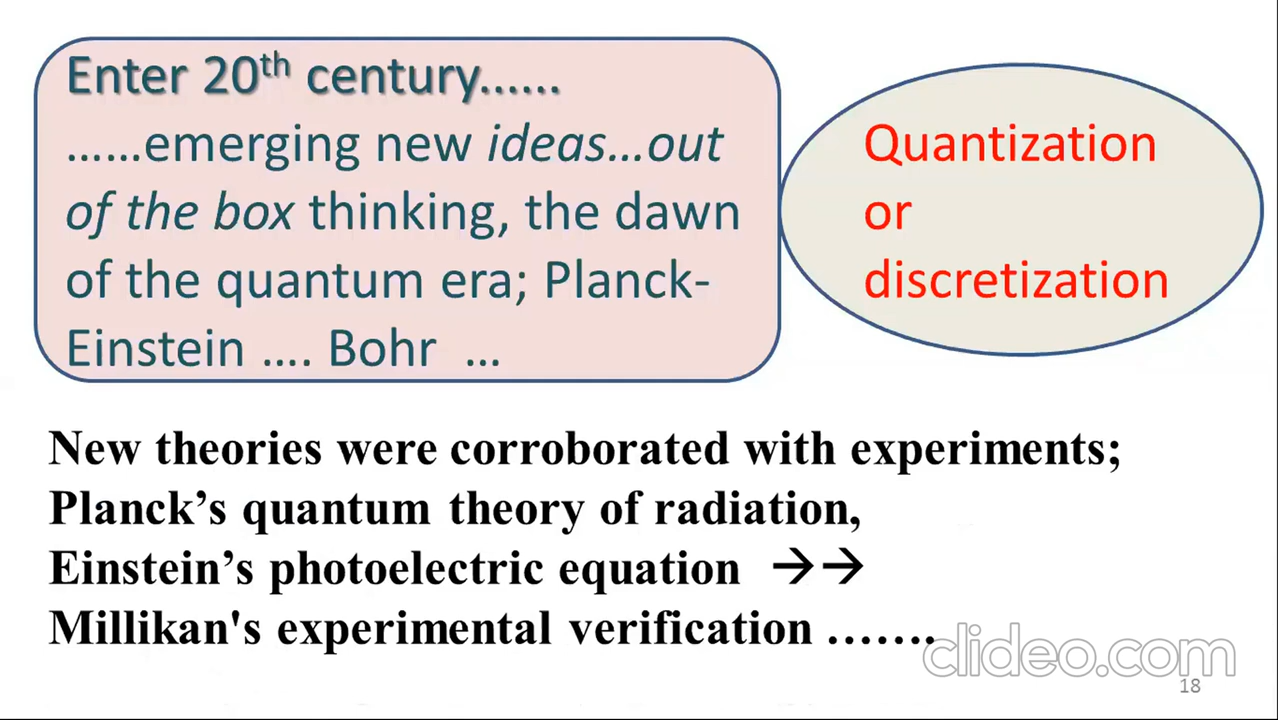 Enter 20th century......
……emerging new ideas…out
of the box thinking, the dawn
of the quantum era; Planck-
Einstein …. Bohr …
Quantization
or
discretization
New theories were corroborated with experiments;
Planck’s quantum theory of radiation,
Einstein’s photoelectric equation →→
Millikan's experimental verification …….
clideo.com
18